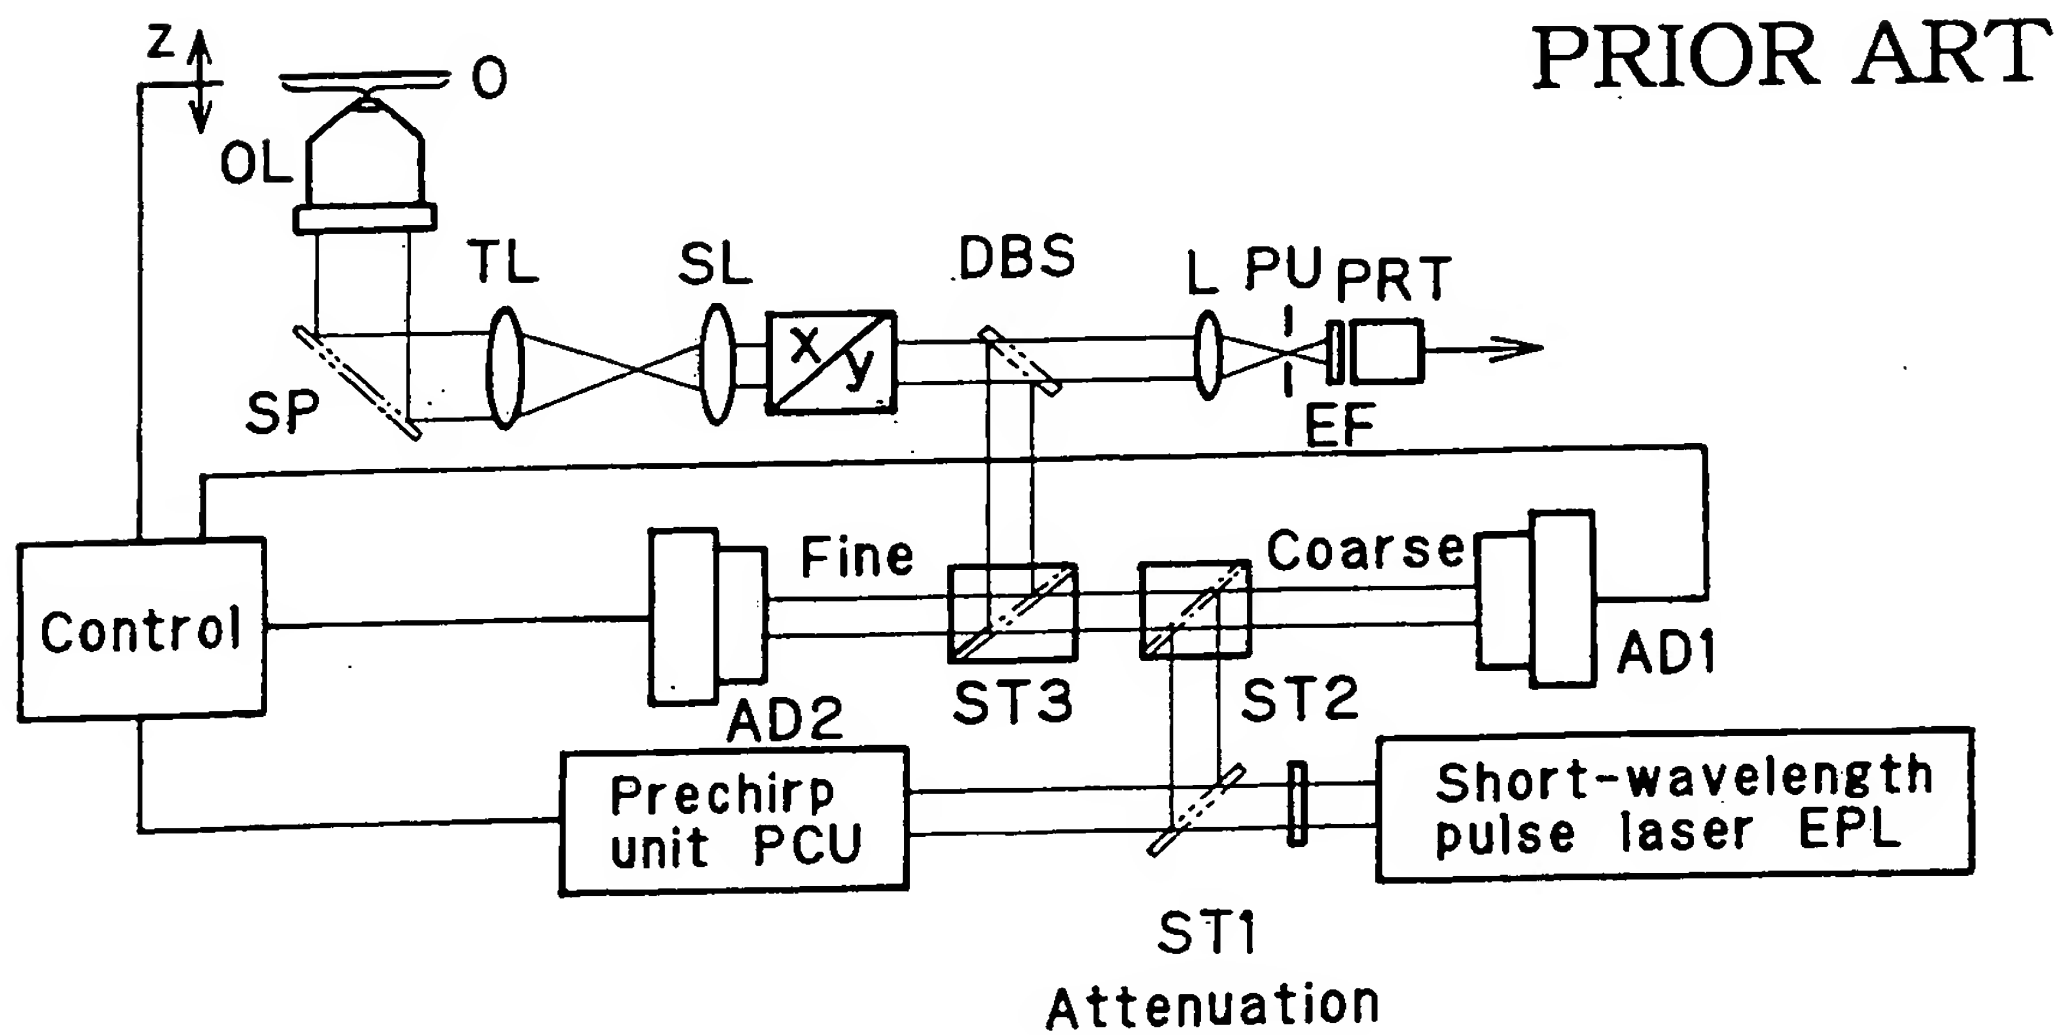 PRIOR ART
Z
O
OL
TL
SL
DBS
L
PU
PRT
x
y
SP
EF
Fine
Coarse
Control
AD1
ST3
ST2
AD2
Prechirp
unit PCU
Short-wavelength
pulse laser EPL
ST1
Attenuation